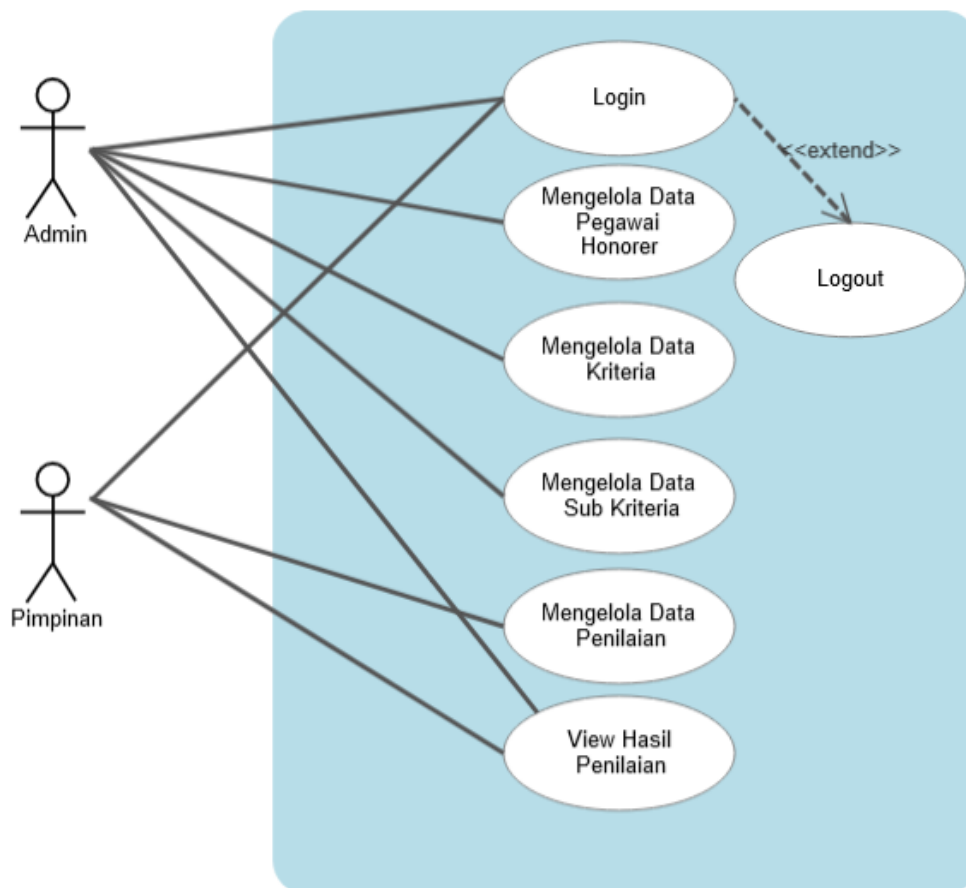 Login
<<extend>>
Admin
Mengelola Data
Pegawai
Honorer
Logout
Mengelola Data
Kriteria
Mengelola Data
Sub Kriteria
Pimpinan
Mengelola Data
Penilaian
View Hasil
Penilaian